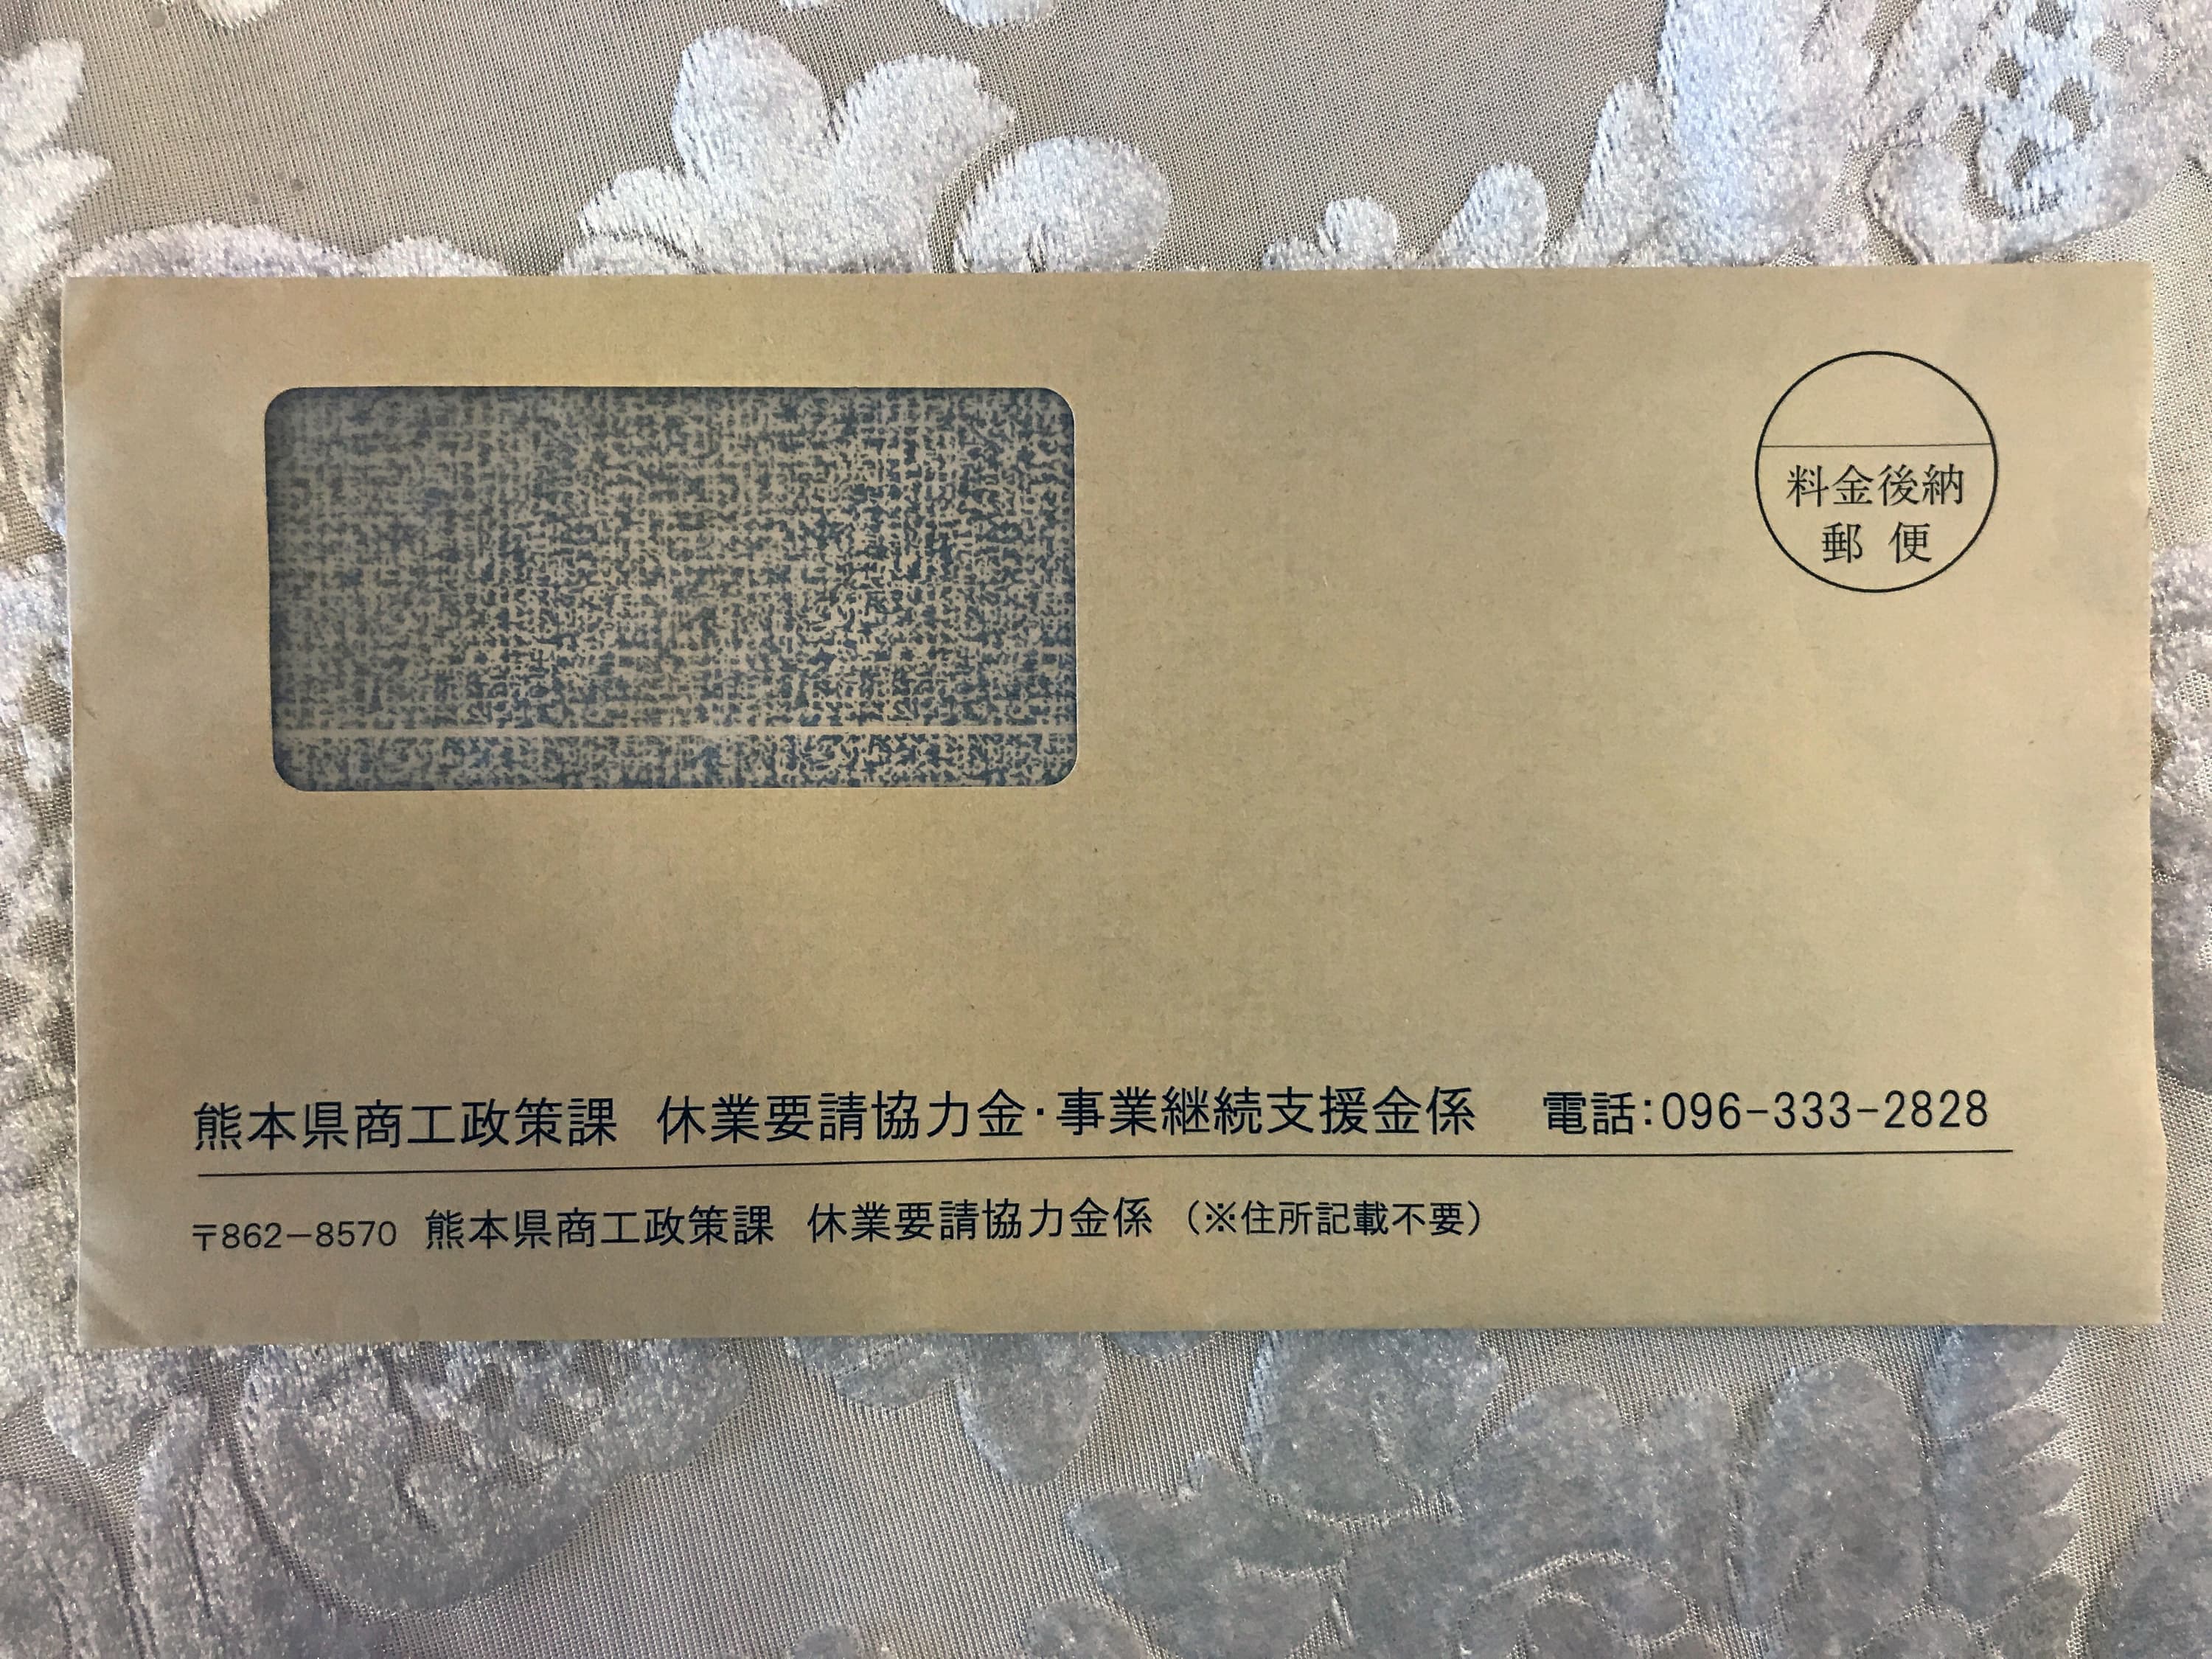 料金後納
郵便
熊本県商工政策課 休業要請協力金・事業継続支援金係 電話:096-333-2828
〒862-8570 熊本県商工政策課 休業要請協力金係 (※住所記載不要)